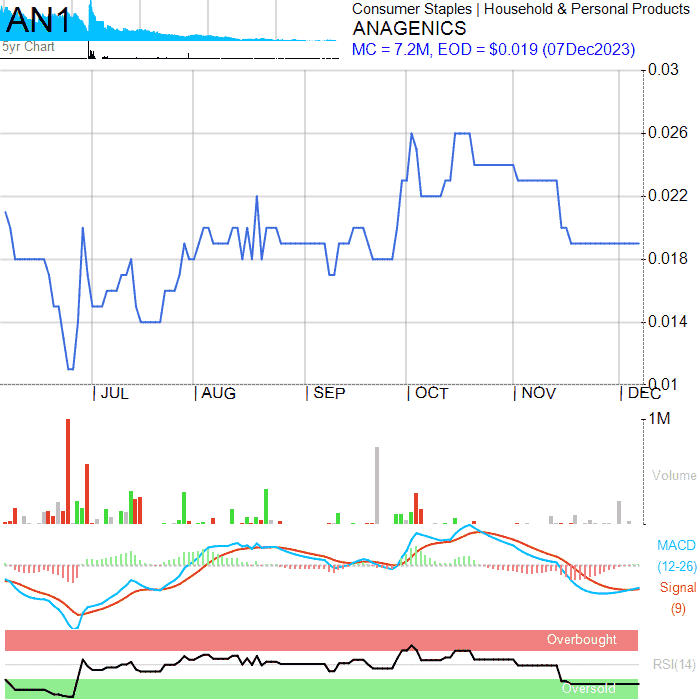 AN1
5yr Chart
Consumer Staples | Household & Personal Products
ANAGENICS
MC = 7.2M, EOD = $0.019 (07Dec2023)
0.03
0.026
0.022
0.018
0.014
0.01
JUL
AUG
SEP
OCT
NOV
DEC
1M
Volume
MACD
(12-26)
Signal
(9)
Overbought
RSI(14)
Oversold